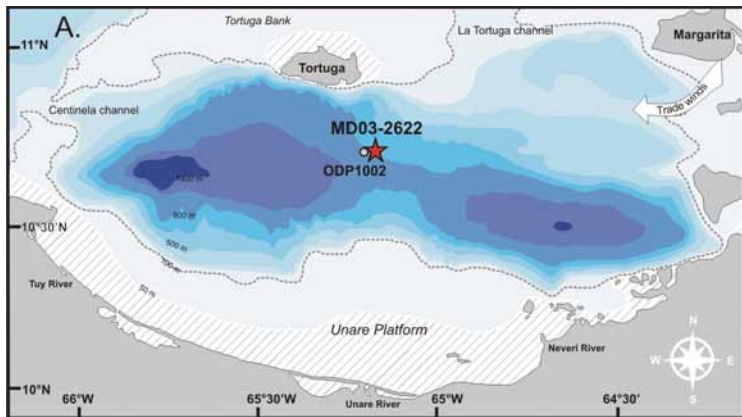 A.
Tortuga Bank
La Tortuga channel
Margarita
11°N
Tortuga
Centinela channel
Trade winds
MD03-2622
ODP1002
10°30´N
Tuy River
50 m
Unare Platform
Neveri River
N
W
E
S
10°N
66°W
65°30´W
Unare River
65°W
64°30´W